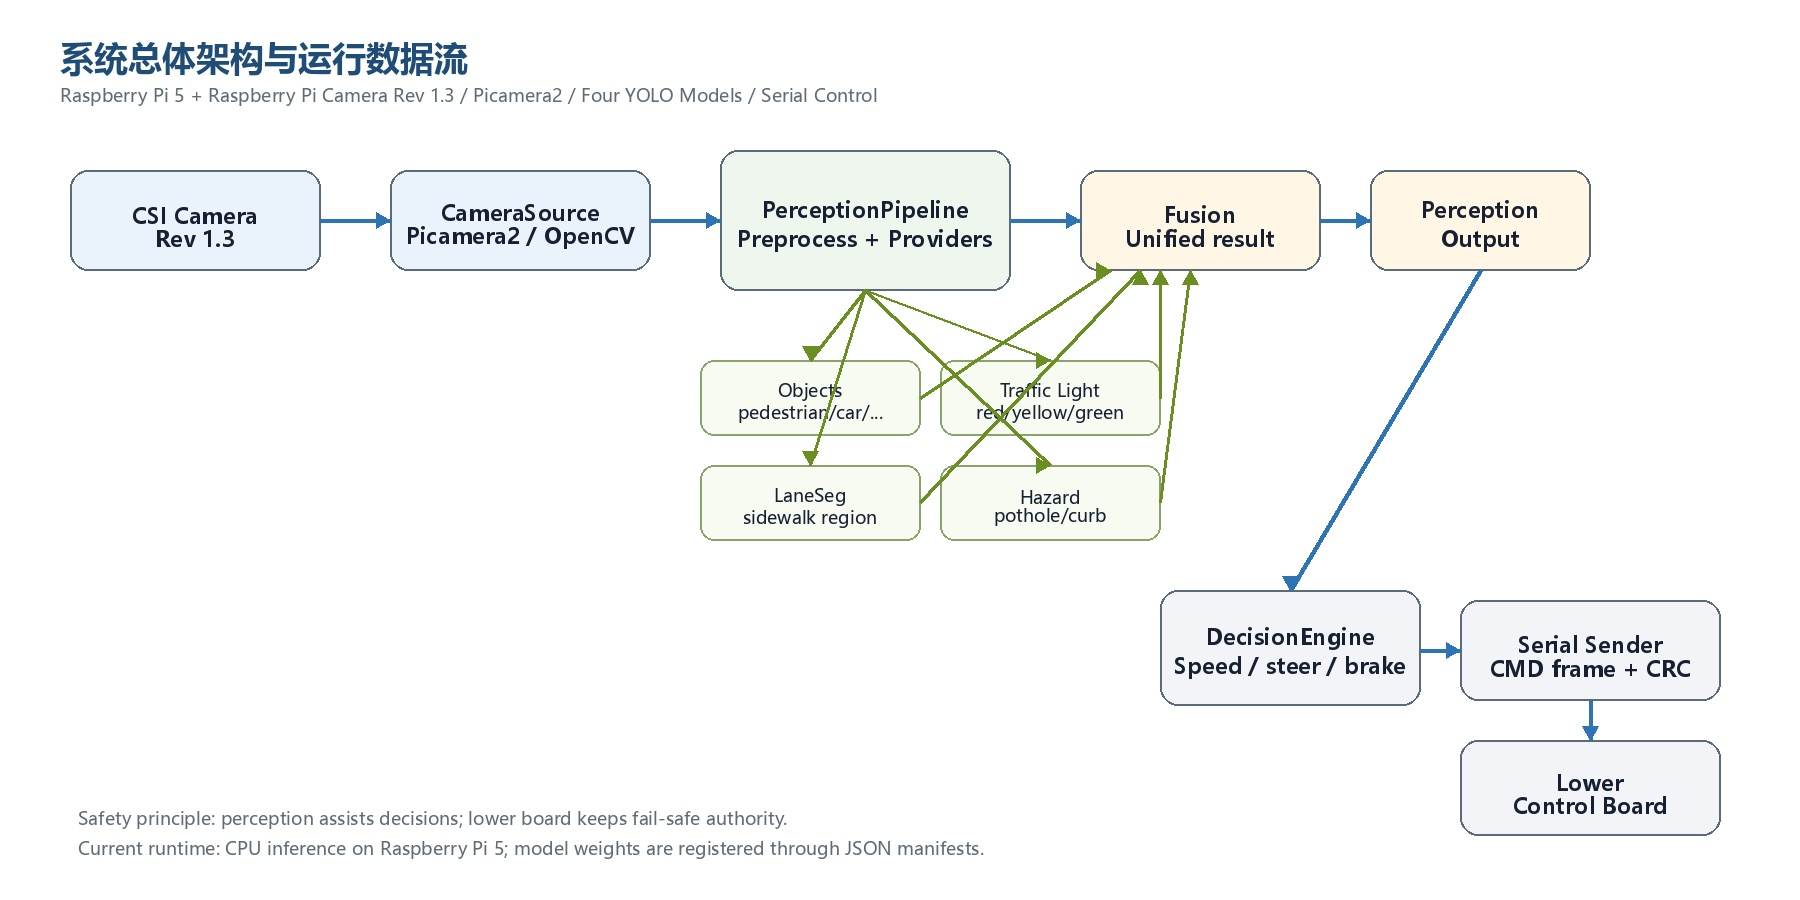 系统总体架构与运行数据流
Raspberry Pi 5 + Raspberry Pi Camera Rev 1.3 / Picamera2 / Four YOLO Models / Serial Control
CSI Camera
Rev 1.3
CameraSource
Picamera2 / OpenCV
PerceptionPipeline
Preprocess + Providers
Fusion
Unified result
Perception
Output
Objects
pedestrian/car/...
Traffic Light
red/yellow/green
LaneSeg
sidewalk region
Hazard
pothole/curb
DecisionEngine
Speed / steer / brake
Serial Sender
CMD frame + CRC
Lower
Control Board
Safety principle: perception assists decisions; lower board keeps fail-safe authority.
Current runtime: CPU inference on Raspberry Pi 5; model weights are registered through JSON manifests.